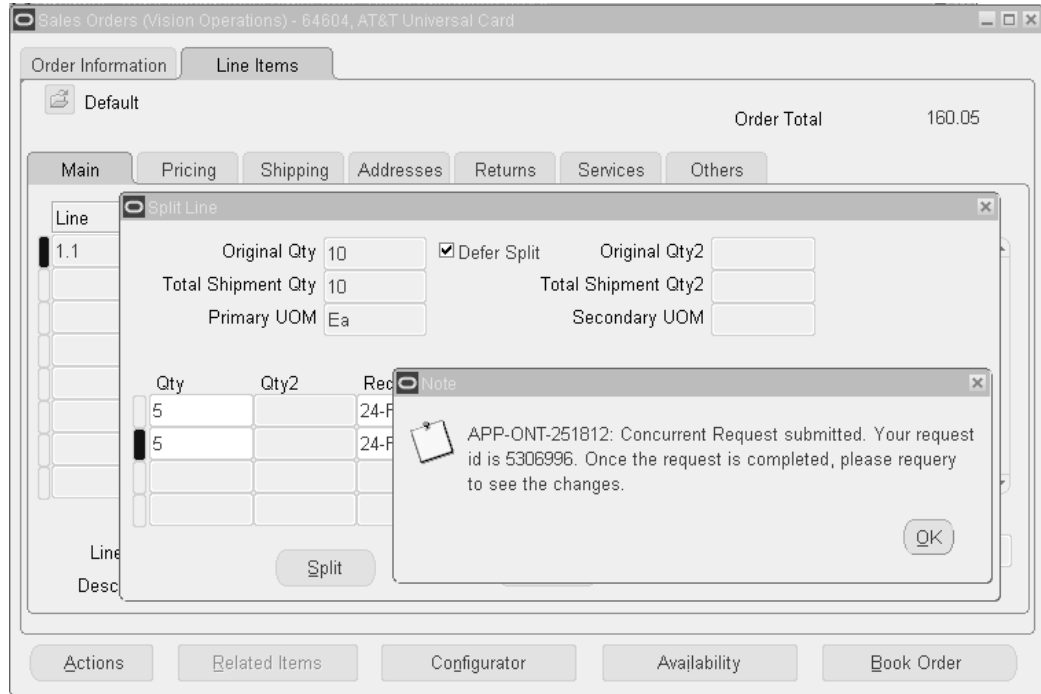 Sales Orders (Vision Operations) - 64604, AT&T Universal Card
Order Information
Line Items
Default
Order Total
160.05
Main
Pricing
Shipping
Addresses
Returns
Services
Others
Line
1.1
Split Line
Original Qty 10
Defer Split
Original Qty2
Total Shipment Qty 10
Total Shipment Qty2
Primary UOM Ea
Secondary UOM
Qty
Qty2
5
5
Note
APP-ONT-251812: Concurrent Request submitted. Your request
id is 5306996. Once the request is completed, please requery
to see the changes.
OK
Split
Line
Actions
Related Items
Configurator
Availability
Book Order